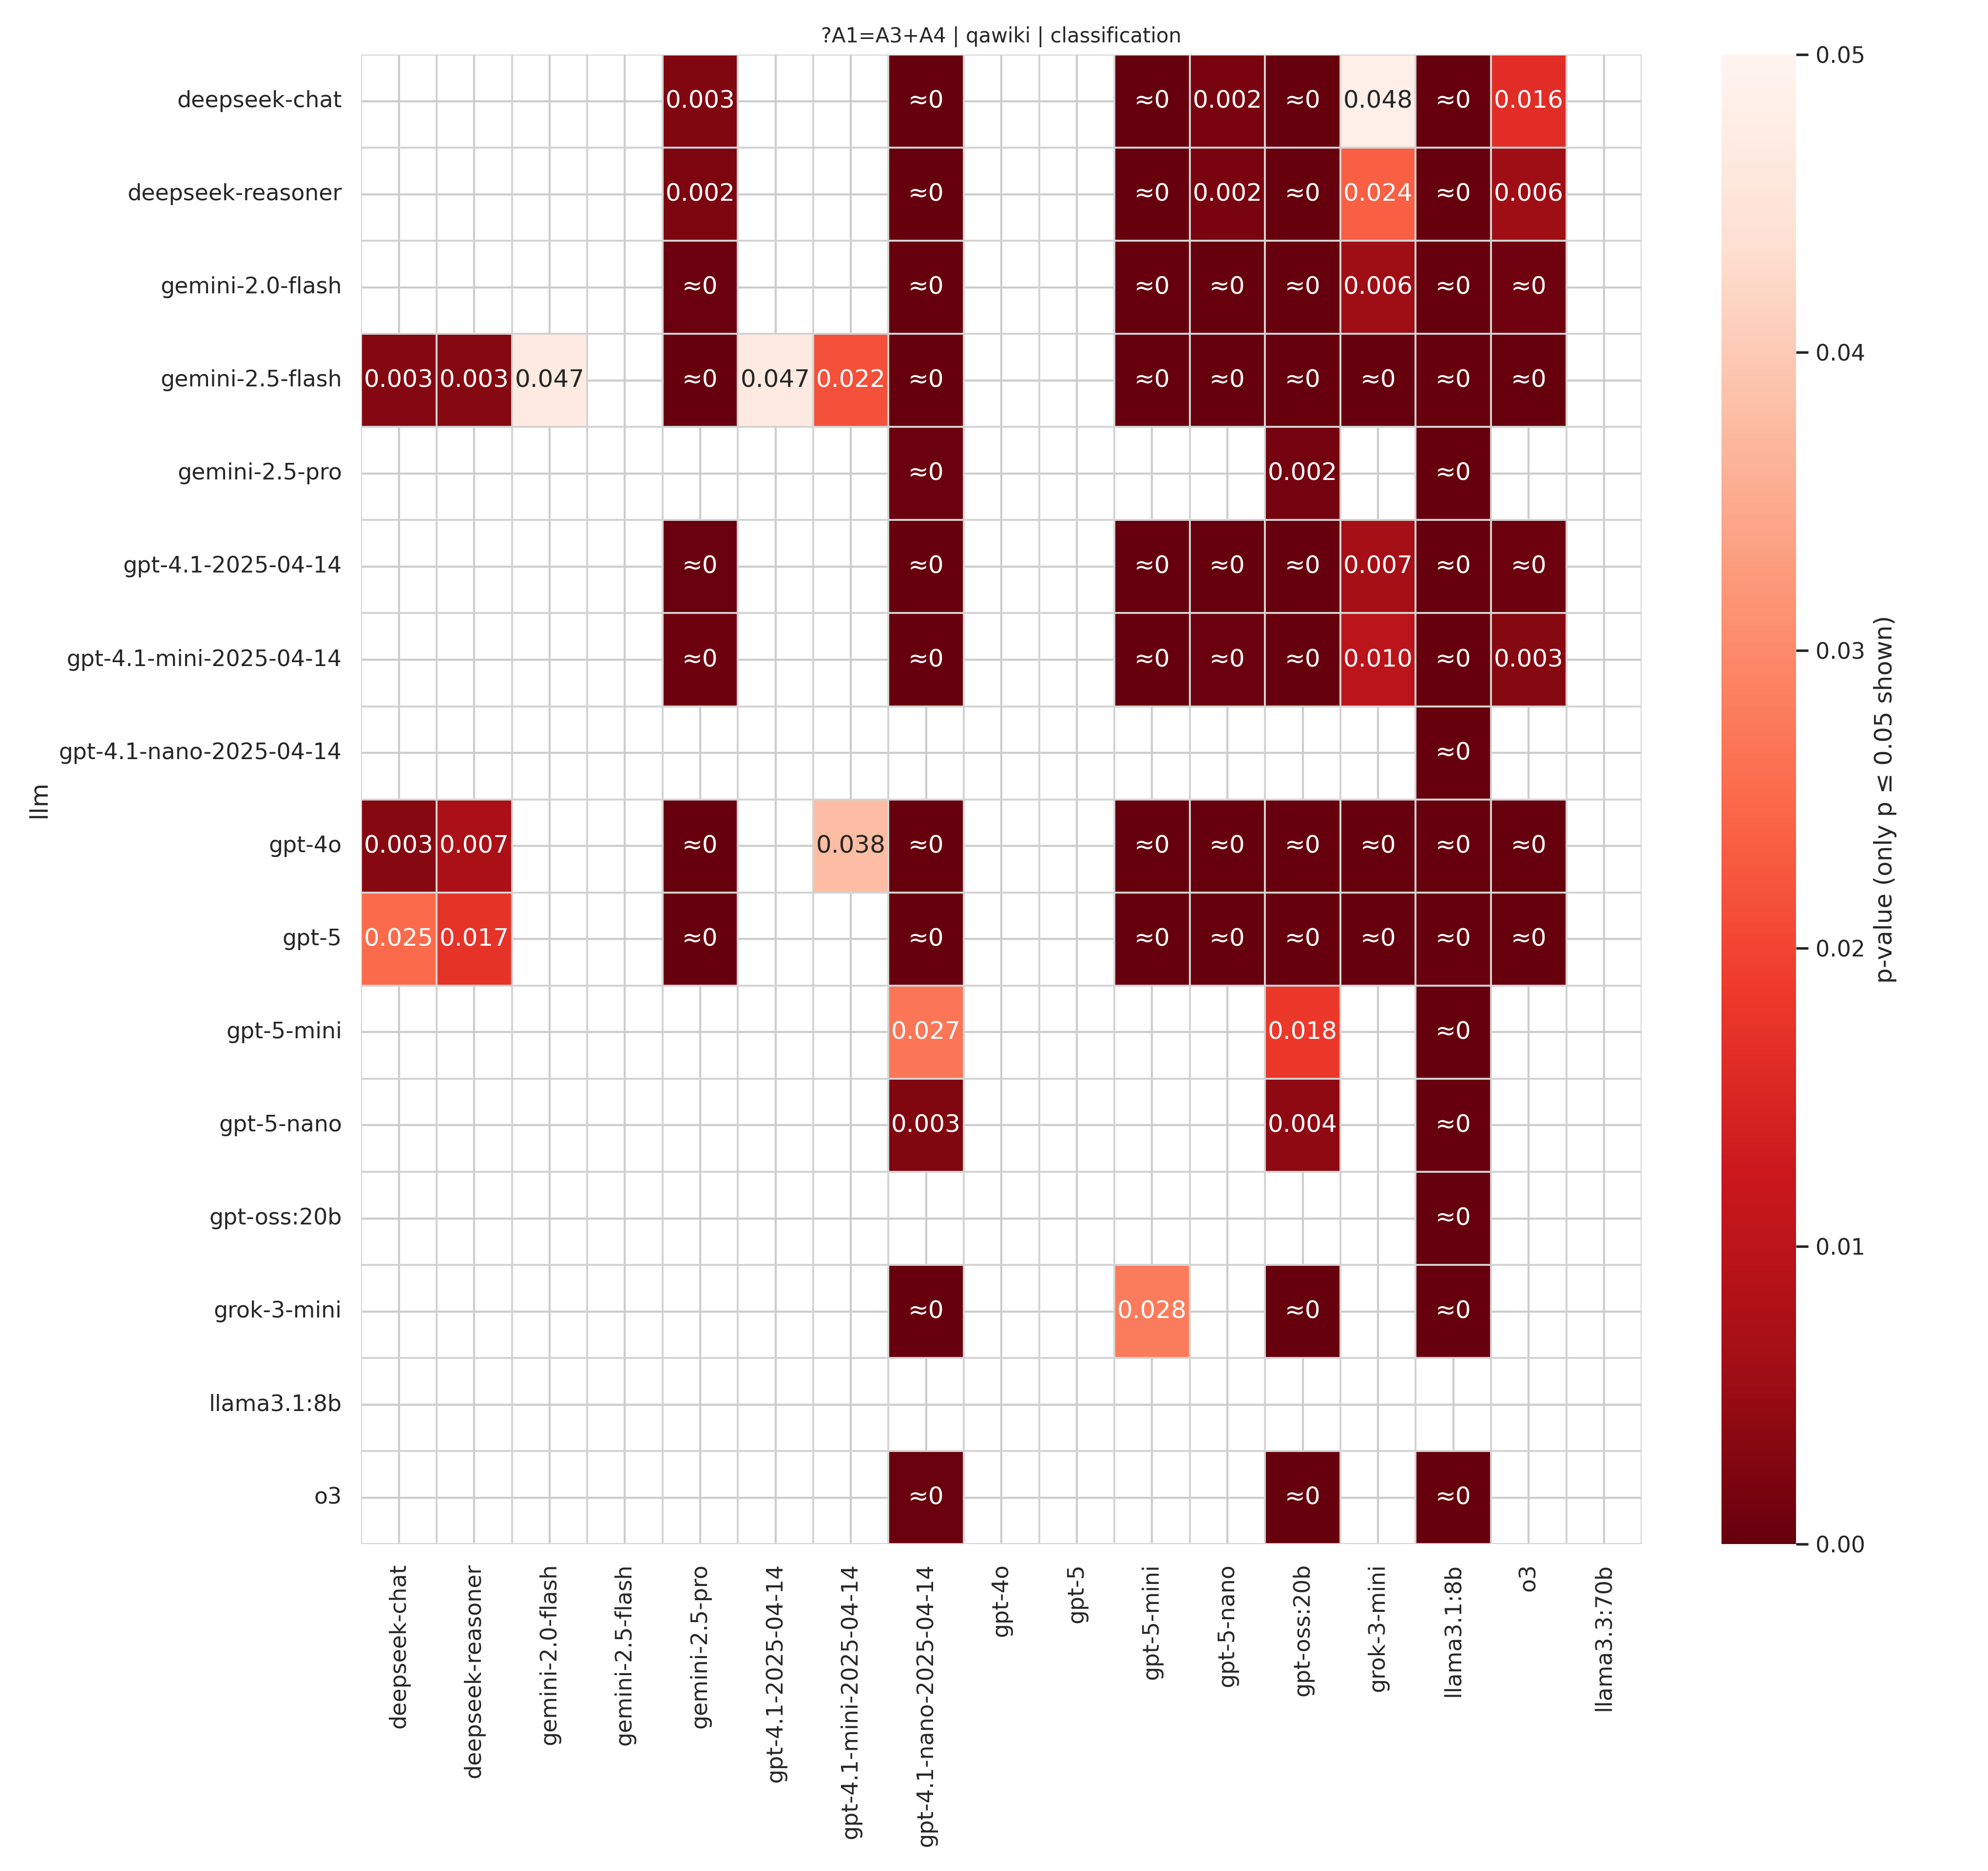 ?A1=A3+A4 | qawiki | classification
deepseek-chat 0.003 ≈0 ≈0 0.002 ≈0 0.048 ≈0 0.016
deepseek-reasoner 0.002 ≈0 ≈0 0.002 ≈0 0.024 ≈0 0.006
gemini-2.0-flash ≈0 ≈0 ≈0 ≈0 ≈0 0.006 ≈0 ≈0
gemini-2.5-flash 0.003 0.003 0.047 ≈0 0.047 0.022 ≈0 ≈0 ≈0 ≈0 ≈0 ≈0 ≈0
gemini-2.5-pro ≈0 0.002 ≈0
gpt-4.1-2025-04-14 ≈0 ≈0 ≈0 ≈0 ≈0 0.007 ≈0 ≈0
gpt-4.1-mini-2025-04-14 ≈0 ≈0 ≈0 ≈0 ≈0 0.010 ≈0 0.003
gpt-4.1-nano-2025-04-14 ≈0
gpt-4o 0.003 0.007 ≈0 0.038 ≈0 ≈0 ≈0 ≈0 ≈0 ≈0 ≈0
gpt-5 0.025 0.017 ≈0 ≈0 ≈0 ≈0 ≈0 ≈0 ≈0 ≈0
gpt-5-mini 0.027 0.018 ≈0
gpt-5-nano 0.003 0.004 ≈0
gpt-oss:20b ≈0
grok-3-mini ≈0 0.028 ≈0 ≈0
llama3.1:8b
o3 ≈0 ≈0 ≈0
llm
deepseek-chat
deepseek-reasoner
gemini-2.0-flash
gemini-2.5-flash
gemini-2.5-pro
gpt-4.1-2025-04-14
gpt-4.1-mini-2025-04-14
gpt-4.1-nano-2025-04-14
gpt-4o
gpt-5
gpt-5-mini
gpt-5-nano
gpt-oss:20b
grok-3-mini
llama3.1:8b
o3
llama3.3:70b
0.05
0.04
0.03
0.02
0.01
0.00
p-value (only p ≤ 0.05 shown)